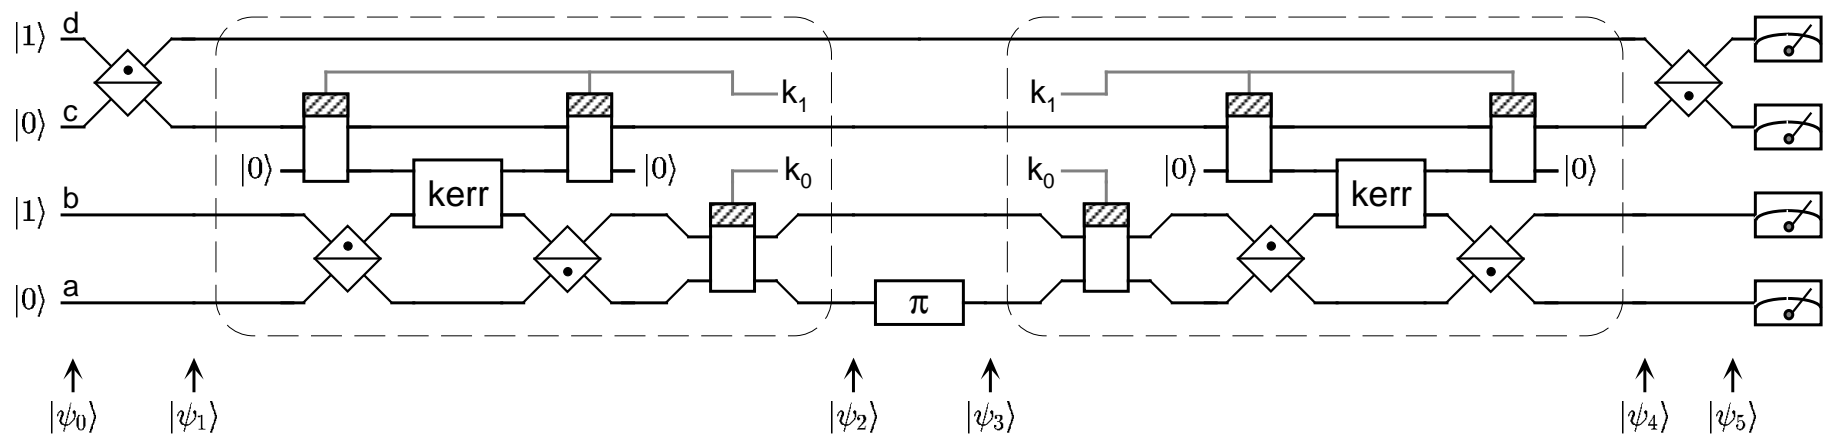 |1⟩ d
k₁ k₁
|0⟩ c
|0⟩ |0⟩ |0⟩ |0⟩
kerr kerr
k₀ k₀
|1⟩ b
|0⟩ a
π
|ψ₀⟩ |ψ₁⟩ |ψ₂⟩ |ψ₃⟩ |ψ₄⟩ |ψ₅⟩